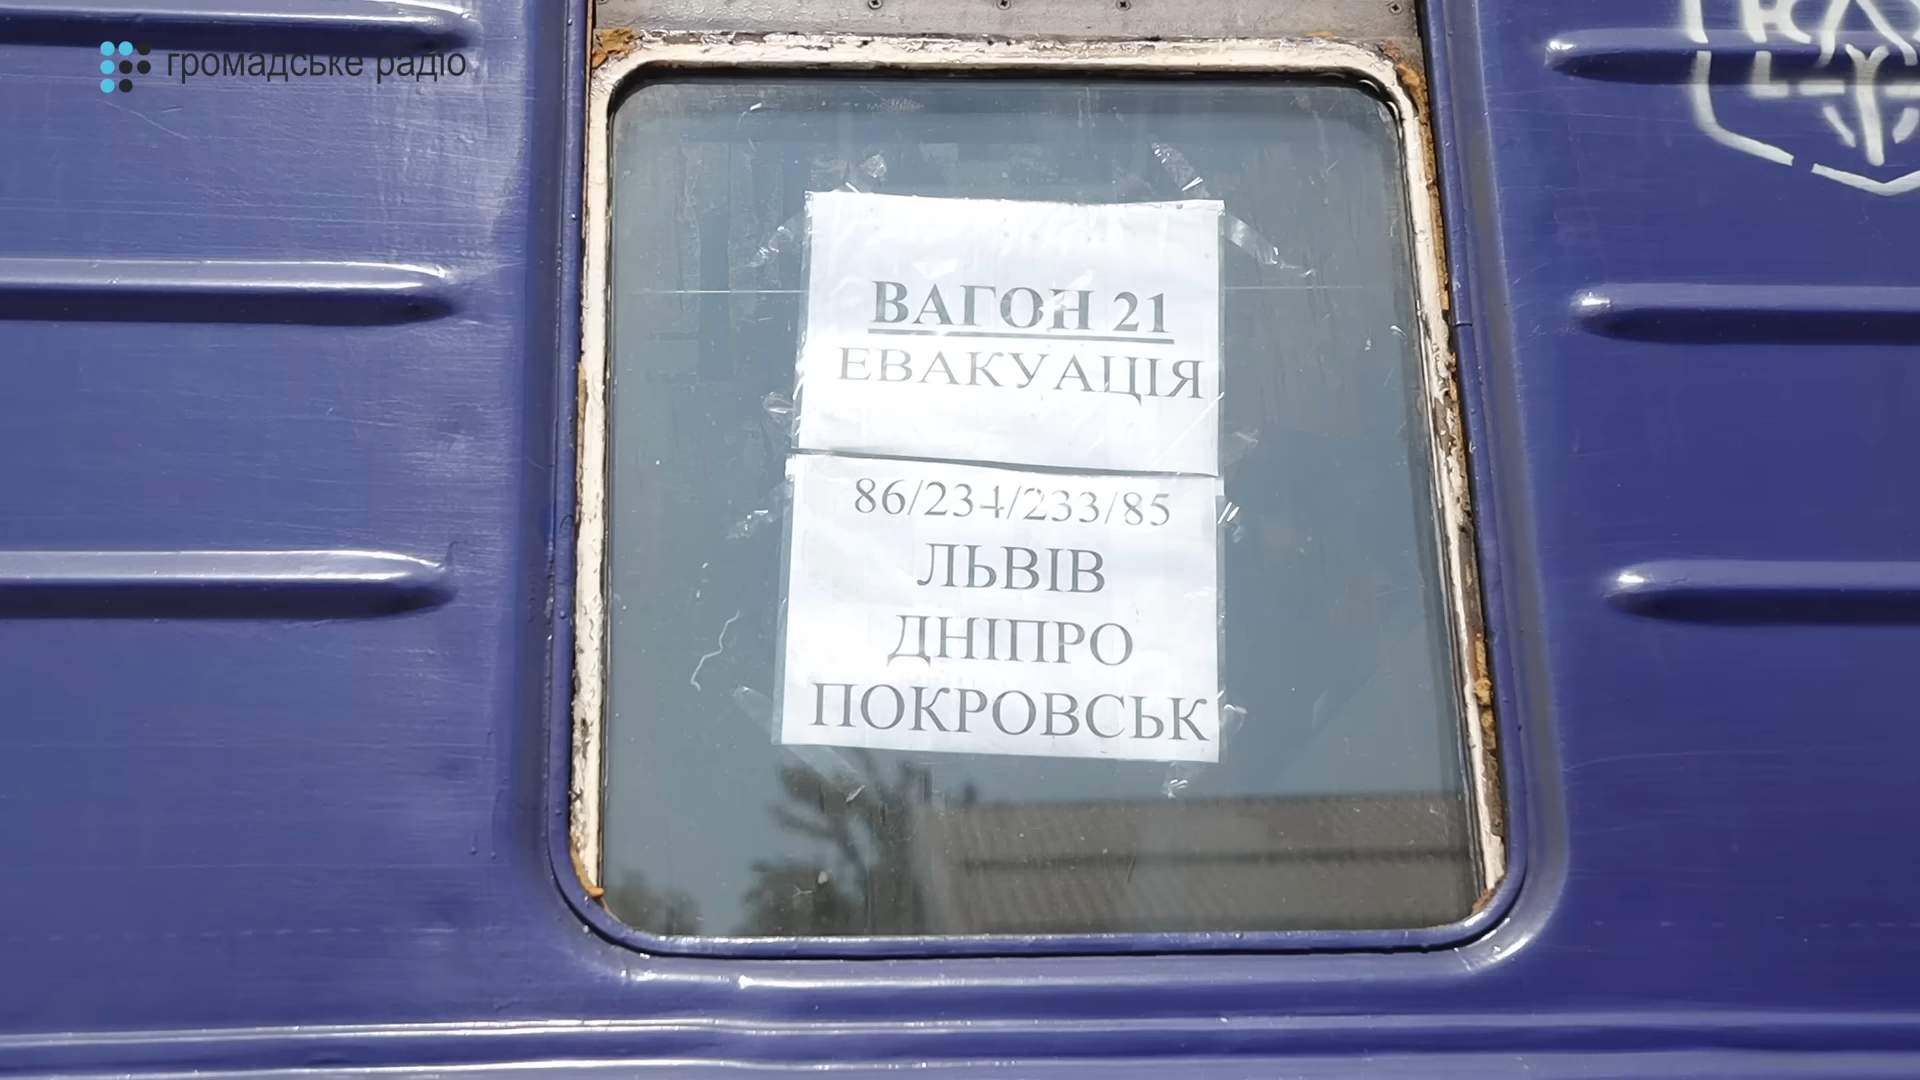 громадське радіо
ВАГОН 21
ЕВАКУАЦІЯ
86/234/233/85
ЛЬВІВ
ДНІПРО
ПОКРОВСЬК